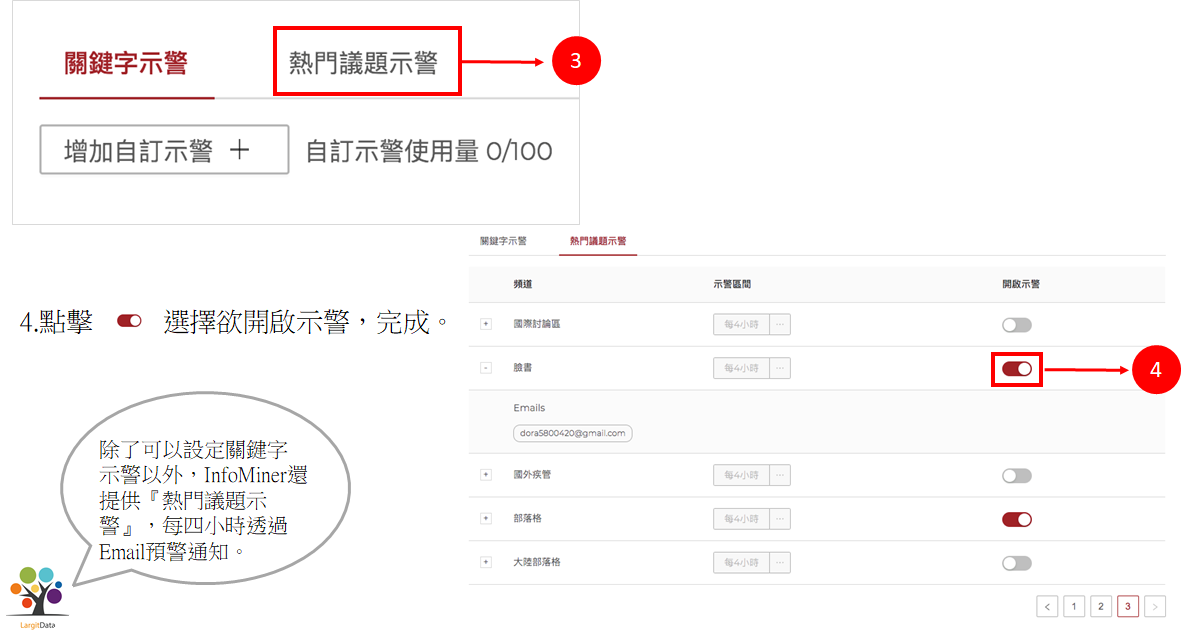 關鍵字示警 熱門議題示警 3
增加自訂示警 + 自訂示警使用量 0/100
4.點擊 選擇欲開啟示警，完成。
關鍵字示警 熱門議題示警
頻道 示警區間 開啟示警
+ 國際討論區 每4小時 ...
- 臉書 每4小時 ... 4
Emails
dora5800420@gmail.com
+ 國外疾管 每4小時 ...
+ 部落格 每4小時 ...
+ 大陸部落格 每4小時 ...
< 1 2 3 >
除了可以設定關鍵字
示警以外，InfoMiner還
提供『熱門議題示
警』，每四小時透過
Email預警通知。
LargitData